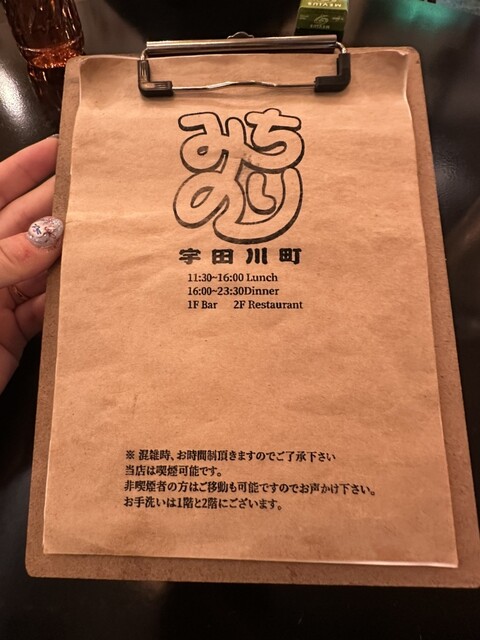 みち
のり
宇田川町
11:30~16:00 Lunch
16:00~23:30Dinner
1F Bar 2F Restaurant
※ 混雑時、お時間制頂きますのでご了承下さい
当店は喫煙可能です。
非喫煙者の方はご移動も可能ですのでお声かけ下さい。
お手洗いは1階と2階にございます。